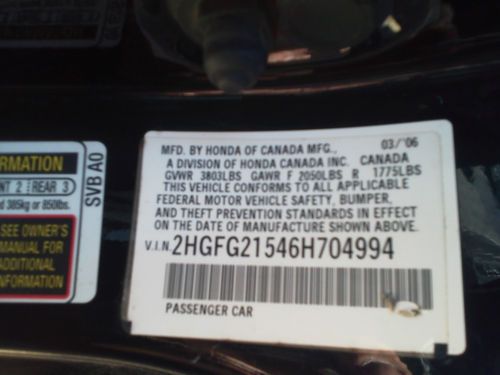 MFD. BY HONDA OF CANADA MFG., 03/'06
A DIVISION OF HONDA CANADA INC. CANADA
GVWR 3803LBS GAWR F 2050LBS R 1775LBS
THIS VEHICLE CONFORMS TO ALL APPLICABLE
FEDERAL MOTOR VEHICLE SAFETY, BUMPER,
AND THEFT PREVENTION STANDARDS IN EFFECT
ON THE DATE OF MANUFACTURE SHOWN ABOVE.
V.I.N. 2HGFG21546H704994
PASSENGER CAR
RMATION
NT 2 REAR 3
d 385kg or 850lbs.
SEE OWNER'S
MANUAL FOR
ADDITIONAL
NFORMATION
SVB A0